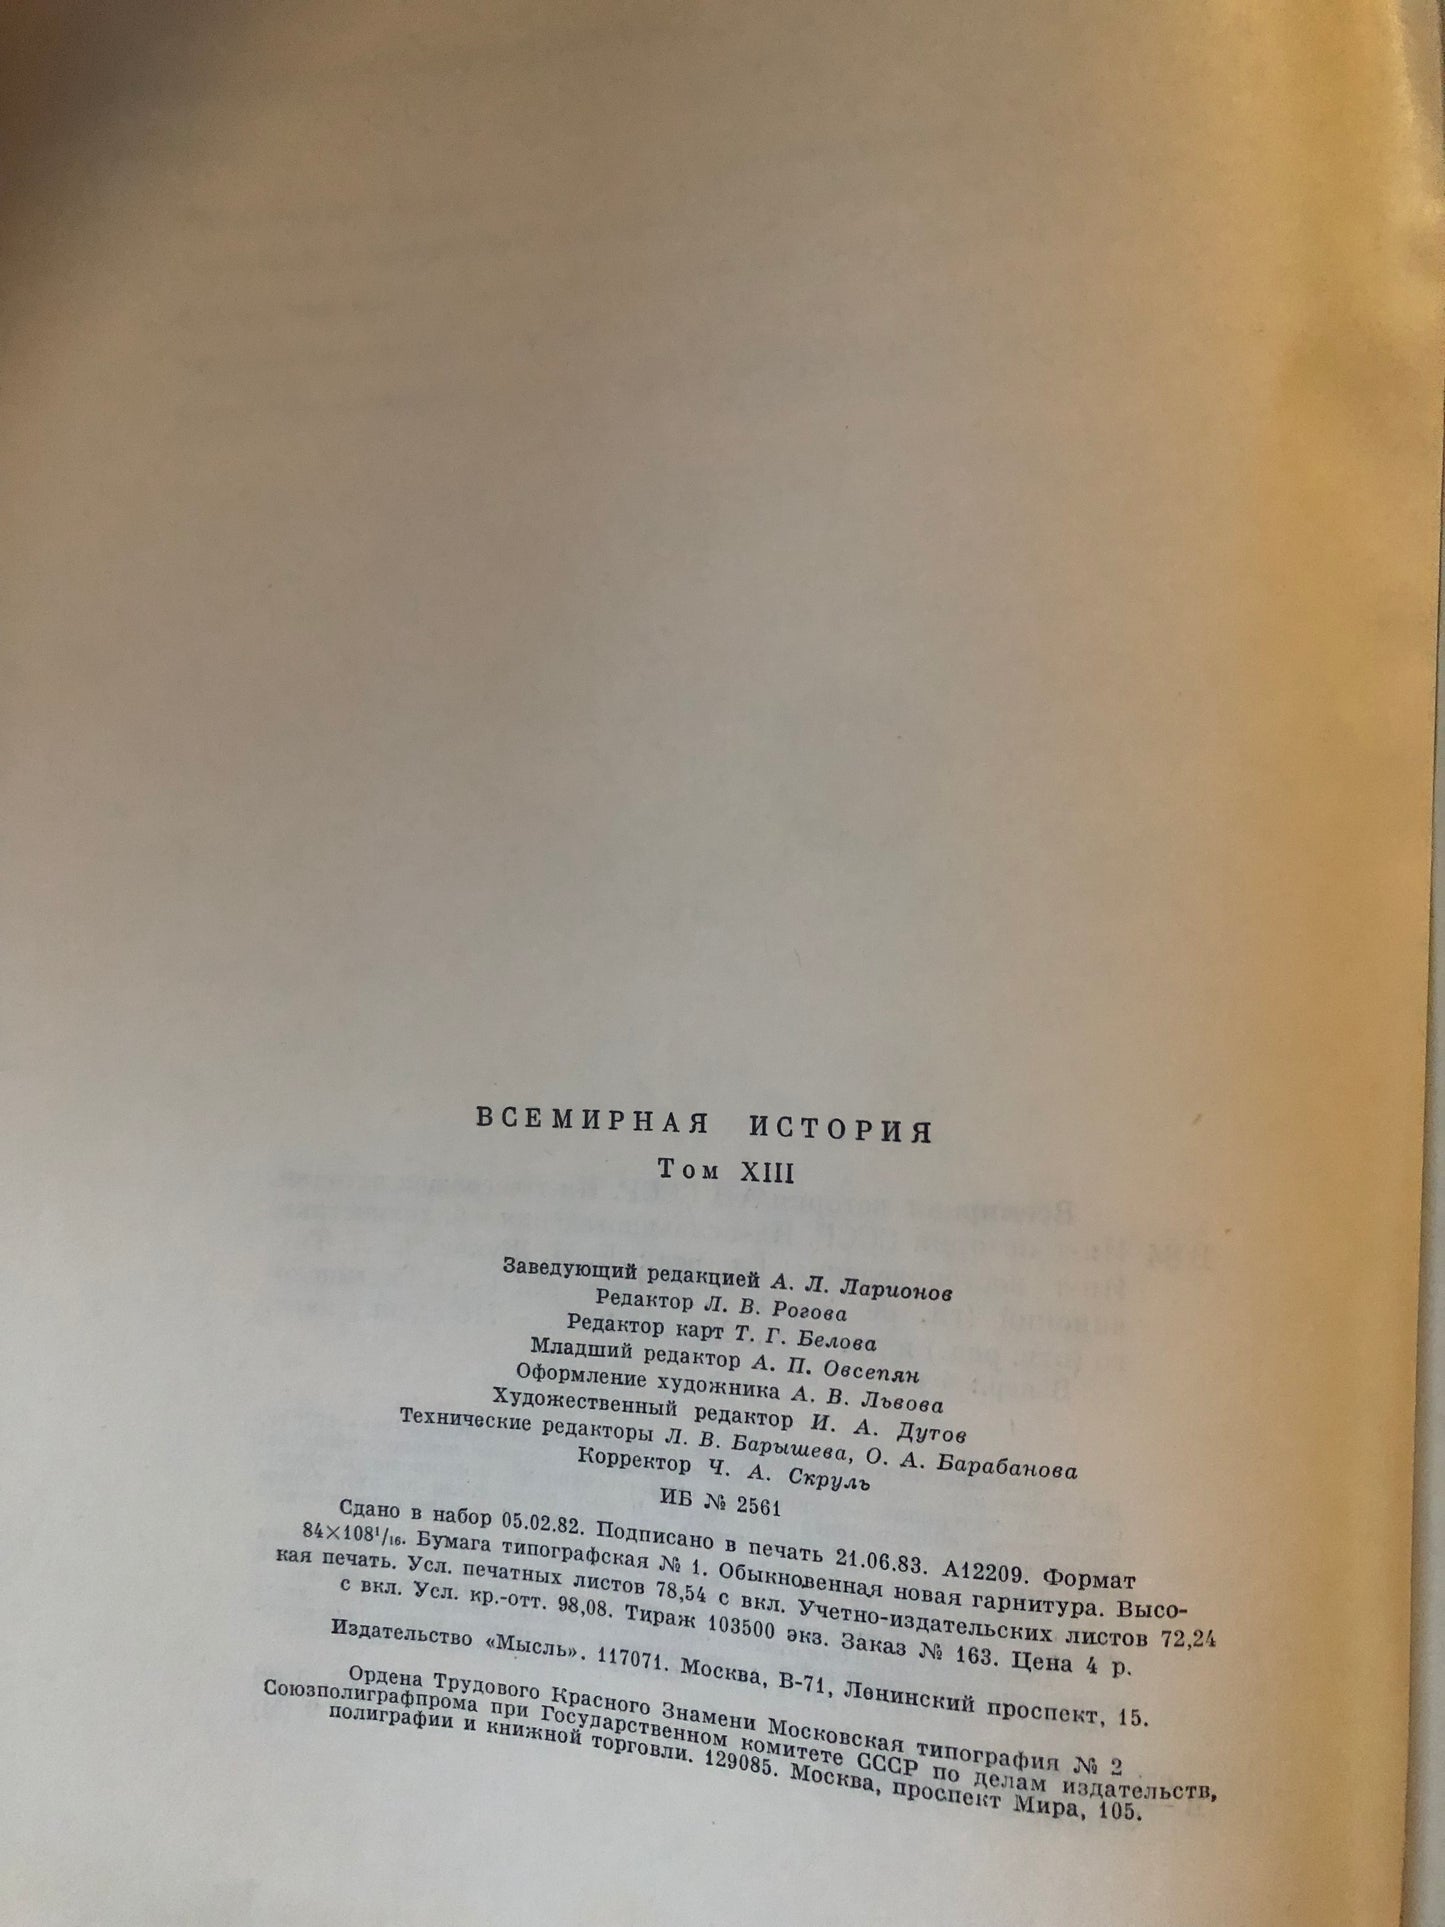 ВСЕМИРНАЯ ИСТОРИЯ
Том XIII
Заведующий редакцией А. Л. Ларионов
Редактор Л. В. Рогова
Редактор карт Т. Г. Белова
Младший редактор А. П. Овсепян
Оформление художника А. В. Львова
Художественный редактор И. А. Дутов
Технические редакторы Л. В. Барышева, О. А. Барабанова
Корректор Ч. А. Скруль
ИБ № 2561
Сдано в набор 05.02.82. Подписано в печать 21.06.83. А12209. Формат
84×108¹/₁₆. Бумага типографская № 1. Обыкновенная новая гарнитура. Высо-
кая печать. Усл. печатных листов 78,54 с вкл. Учетно-издательских листов 72,24
с вкл. Усл. кр.-отт. 98,08. Тираж 103500 экз. Заказ № 163. Цена 4 р.
Издательство «Мысль». 117071. Москва, В-71, Ленинский проспект, 15.
Ордена Трудового Красного Знамени Московская типография № 2
Союзполиграфпрома при Государственном комитете СССР по делам издательств,
полиграфии и книжной торговли. 129085. Москва, проспект Мира, 105.